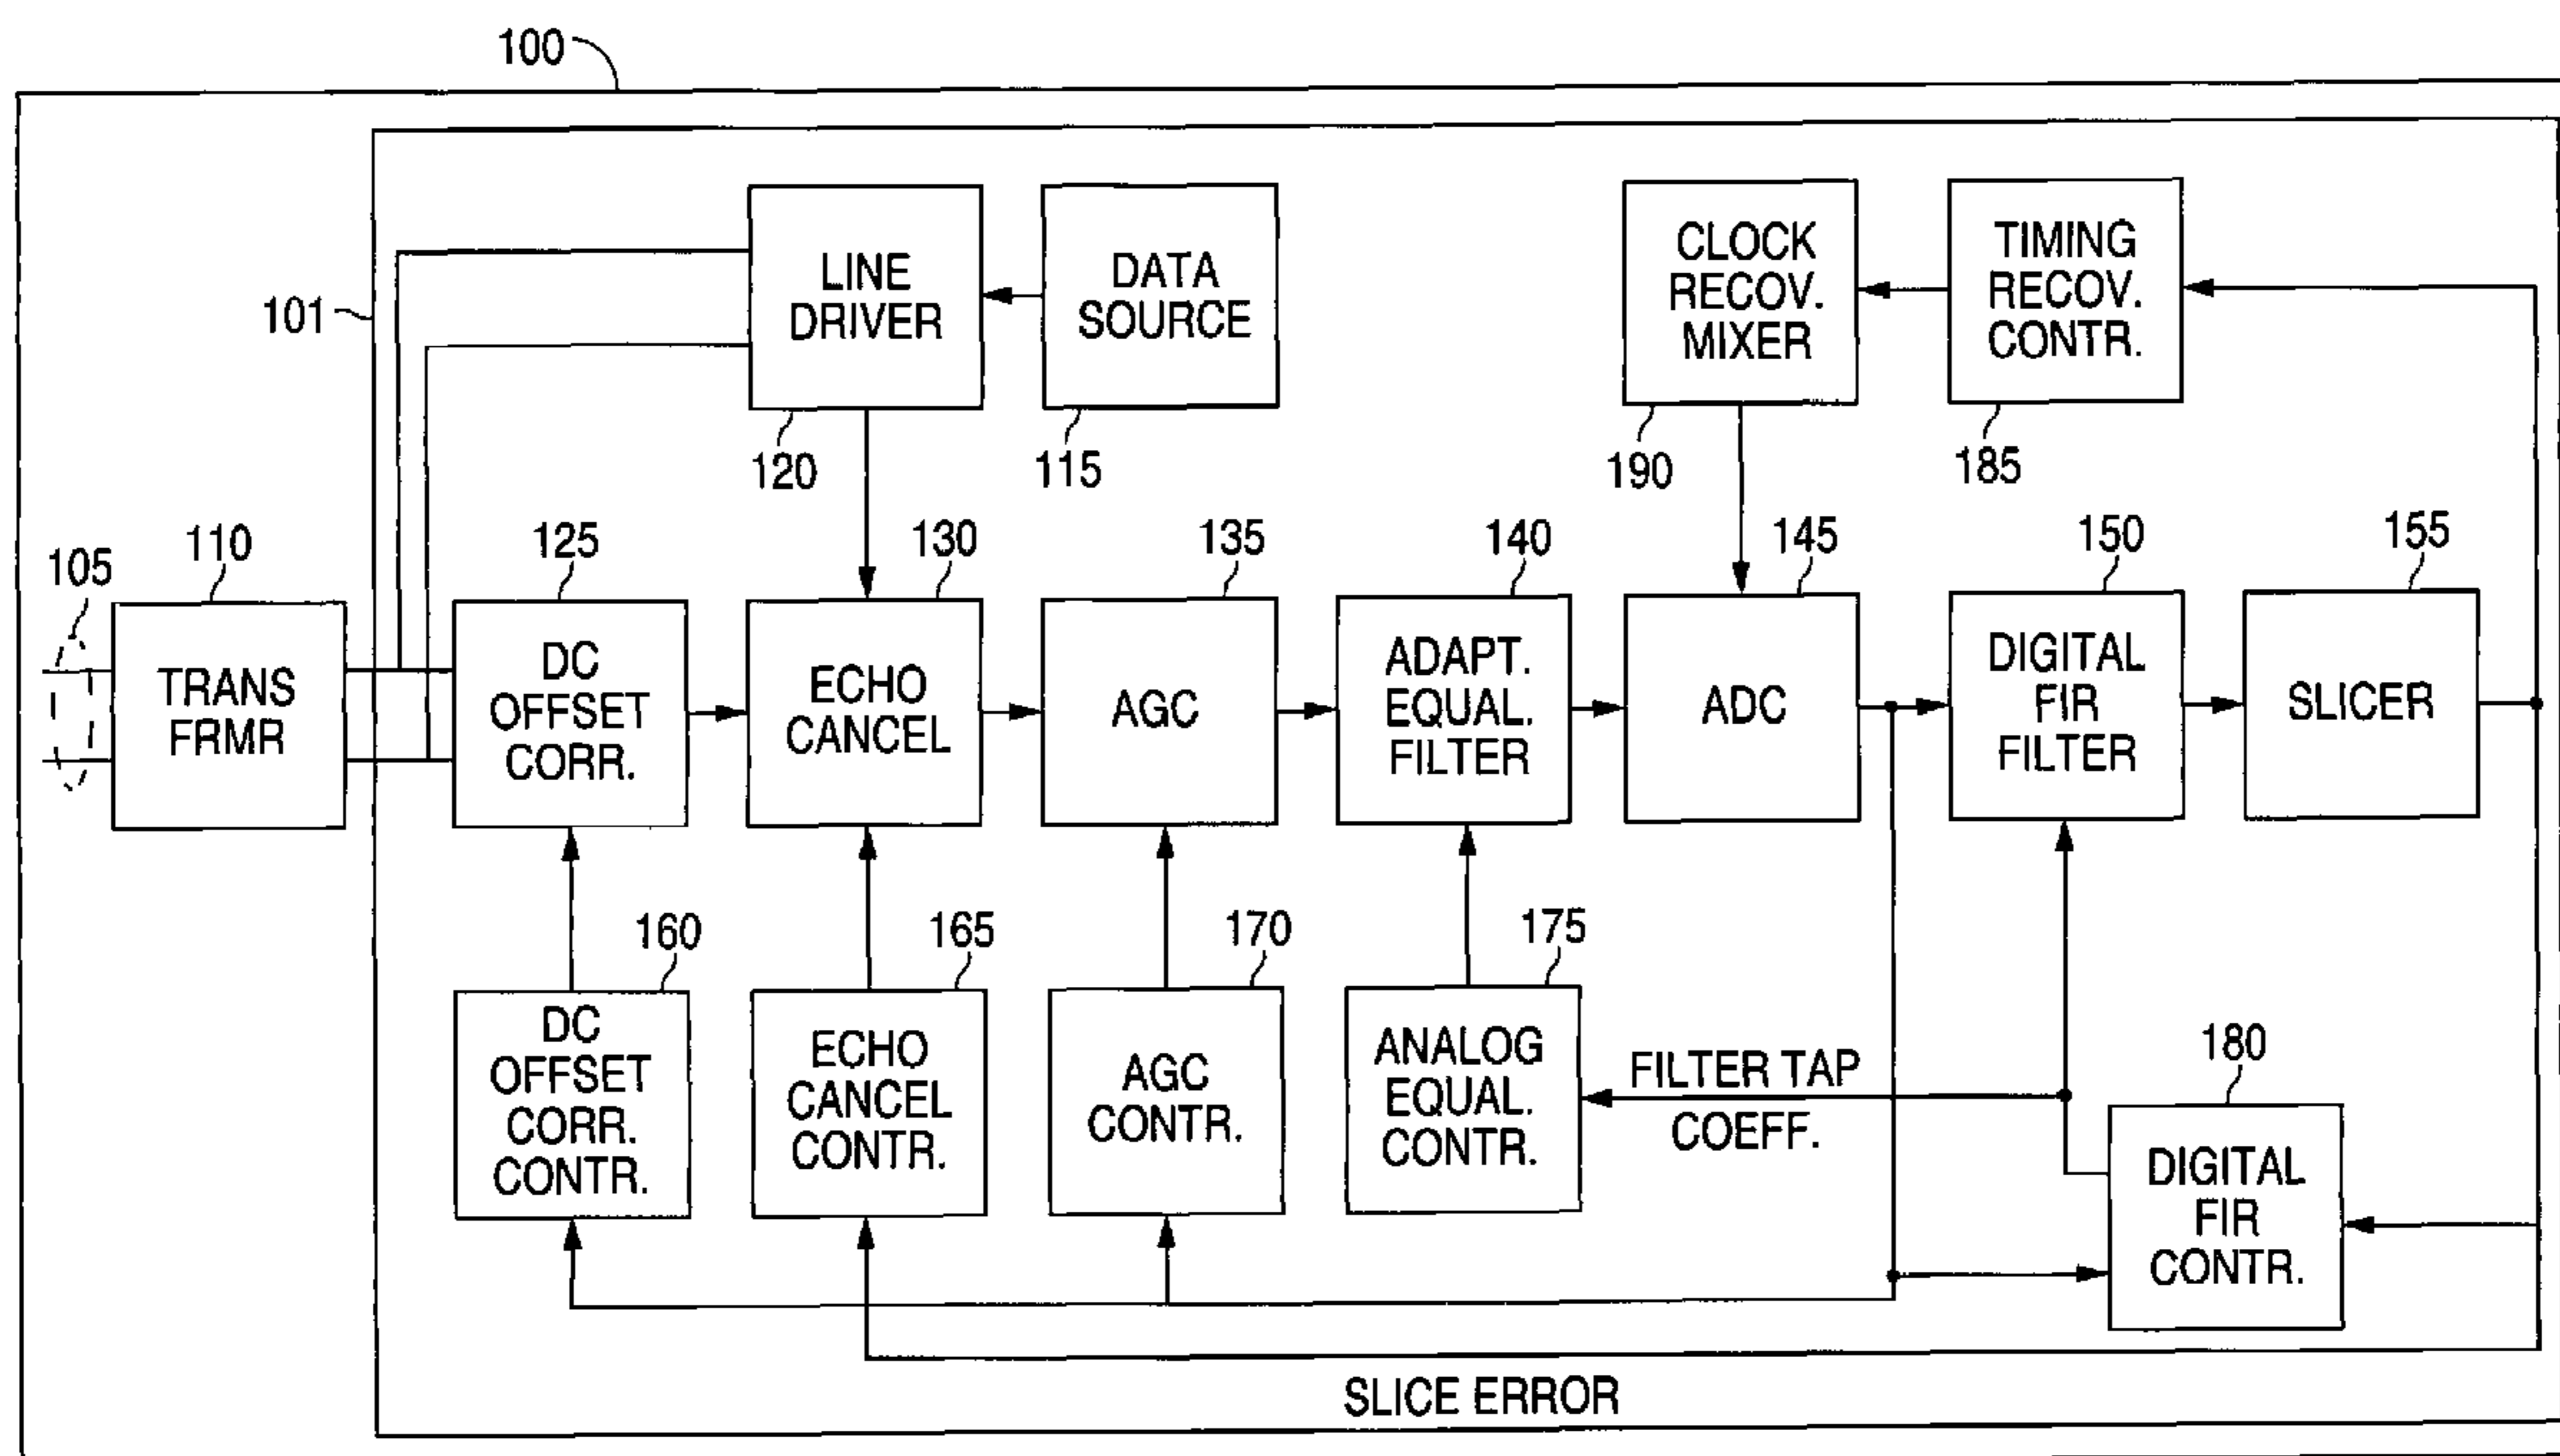 100
101
LINE
DRIVER
120
DATA
SOURCE
115
CLOCK
RECOV.
MIXER
190
TIMING
RECOV.
CONTR.
185
105
110
TRANS
FRMR
125
DC
OFFSET
CORR.
130
ECHO
CANCEL
135
AGC
140
ADAPT.
EQUAL.
FILTER
145
ADC
150
DIGITAL
FIR
FILTER
155
SLICER
160
DC
OFFSET
CORR.
CONTR.
165
ECHO
CANCEL
CONTR.
170
AGC
CONTR.
175
ANALOG
EQUAL.
CONTR.
FILTER TAP
COEFF.
180
DIGITAL
FIR
CONTR.
SLICE ERROR